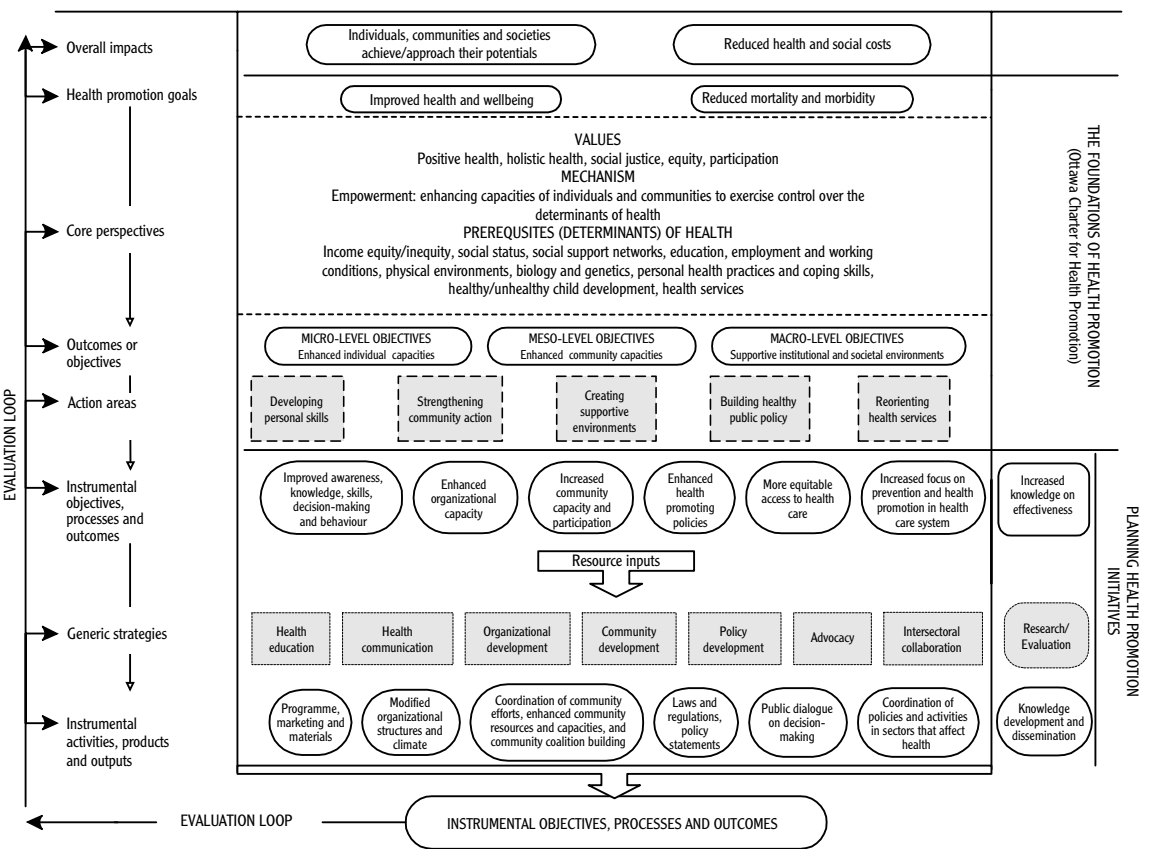 Overall impacts
Individuals, communities and societies
achieve/approach their potentials
Reduced health and social costs
Health promotion goals
Improved health and wellbeing
Reduced mortality and morbidity
VALUES
Positive health, holistic health, social justice, equity, participation
MECHANISM
Empowerment: enhancing capacities of individuals and communities to exercise control over the
determinants of health
Core perspectives
PREREQUSITES (DETERMINANTS) OF HEALTH
Income equity/inequity, social status, social support networks, education, employment and working
conditions, physical environments, biology and genetics, personal health practices and coping skills,
healthy/unhealthy child development, health services
Outcomes or
objectives
MICRO-LEVEL OBJECTIVES
Enhanced individual capacities
MESO-LEVEL OBJECTIVES
Enhanced community capacities
MACRO-LEVEL OBJECTIVES
Supportive institutional and societal environments
Action areas
Developing
personal skills
Strengthening
community action
Creating
supportive
environments
Building healthy
public policy
Reorienting
health services
THE FOUNDATIONS OF HEALTH PROMOTION
(Ottawa Charter for Health Promotion)
EVALUATION LOOP
Instrumental
objectives,
processes and
outcomes
Improved awareness,
knowledge, skills,
decision-making
and behaviour
Enhanced
organizational
capacity
Increased
community
capacity and
participation
Enhanced
health
promoting
policies
More equitable
access to health
care
Increased focus on
prevention and health
promotion in health
care system
Increased
knowledge on
effectiveness
Resource inputs
Generic strategies
Health
education
Health
communication
Organizational
development
Community
development
Policy
development
Advocacy
Intersectoral
collaboration
Research/
Evaluation
Instrumental
activities, products
and outputs
Programme,
marketing and
materials
Modified
organizational
structures and
climate
Coordination of community
efforts, enhanced community
resources and capacities, and
community coalition building
Laws and
regulations,
policy
statements
Public dialogue
on decision-
making
Coordination of
policies and activities
in sectors that affect
health
Knowledge
development and
dissemination
PLANNING HEALTH PROMOTION
INITIATIVES
EVALUATION LOOP
INSTRUMENTAL OBJECTIVES, PROCESSES AND OUTCOMES